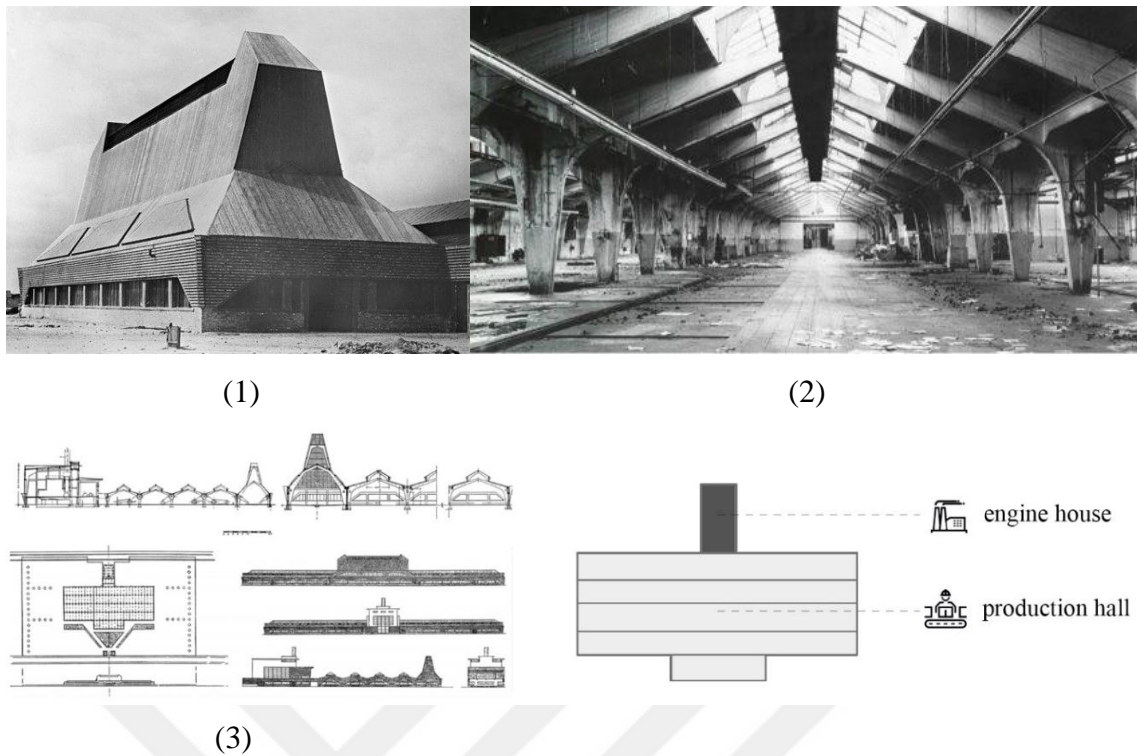 (1)
(2)
engine house
production hall
(3)